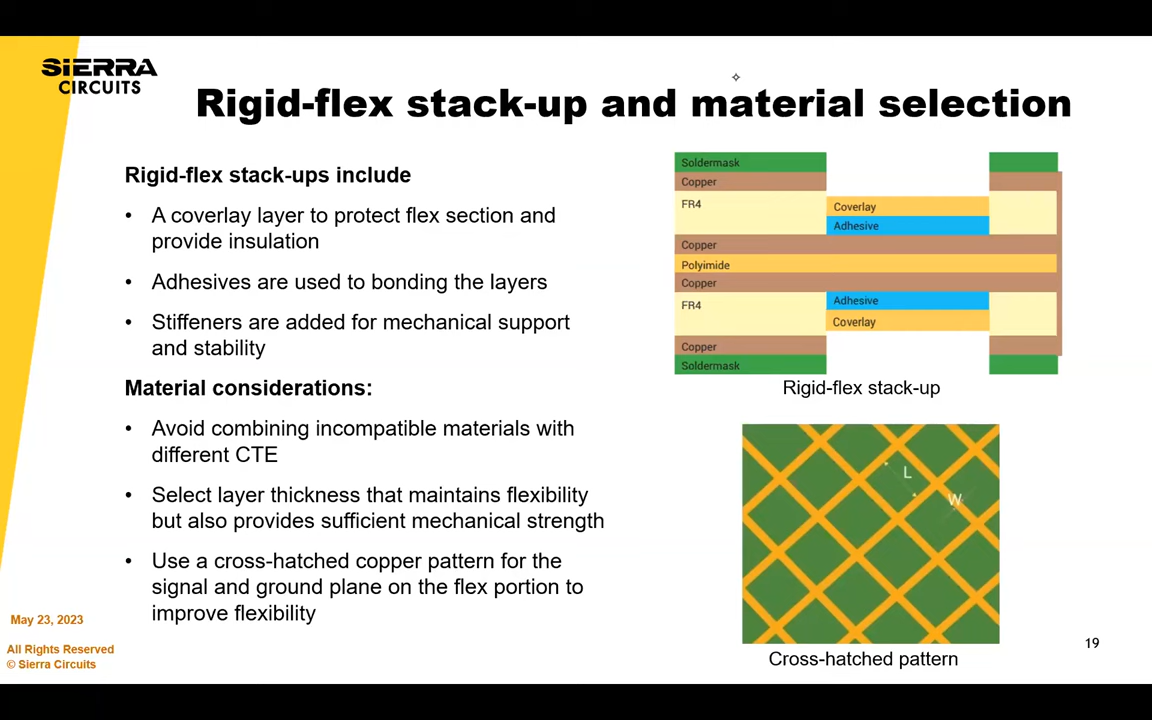 SIERRA
CIRCUITS
Rigid-flex stack-up and material selection
Rigid-flex stack-ups include
• A coverlay layer to protect flex section and
provide insulation
• Adhesives are used to bonding the layers
• Stiffeners are added for mechanical support
and stability
Material considerations:
• Avoid combining incompatible materials with
different CTE
• Select layer thickness that maintains flexibility
but also provides sufficient mechanical strength
• Use a cross-hatched copper pattern for the
signal and ground plane on the flex portion to
improve flexibility
Soldermask
Copper
FR4
Coverlay
Adhesive
Copper
Polyimide
Copper
FR4
Adhesive
Coverlay
Copper
Soldermask
Rigid-flex stack-up
L
W
Cross-hatched pattern
May 23, 2023
All Rights Reserved
© Sierra Circuits
19